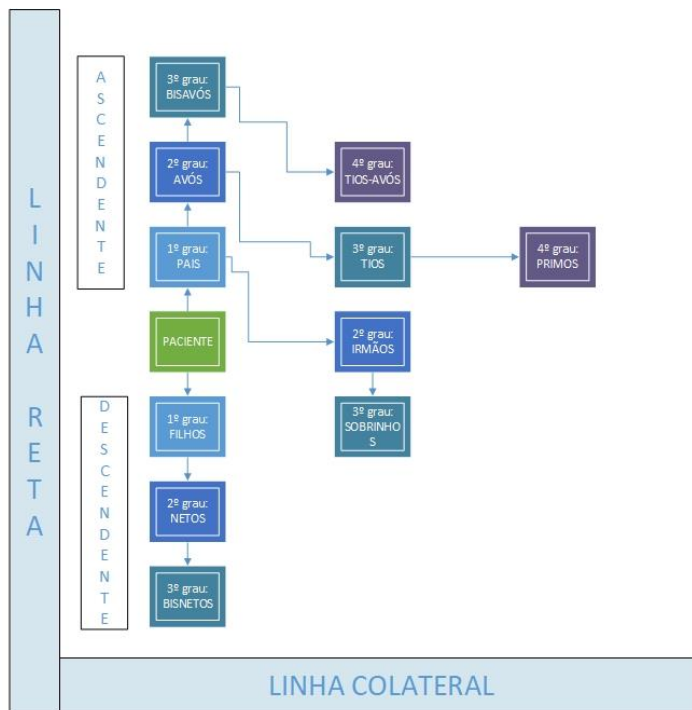 LINHA RETA
ASCENDENTE
3º grau:
BISAVÓS
2º grau:
AVÓS
4º grau:
TIOS-AVÓS
1º grau:
PAIS
3º grau:
TIOS
4º grau:
PRIMOS
PACIENTE
2º grau:
IRMÃOS
DESCENDENTE
1º grau:
FILHOS
3º grau:
SOBRINHO
S
2º grau:
NETOS
3º grau:
BISNETOS
LINHA COLATERAL